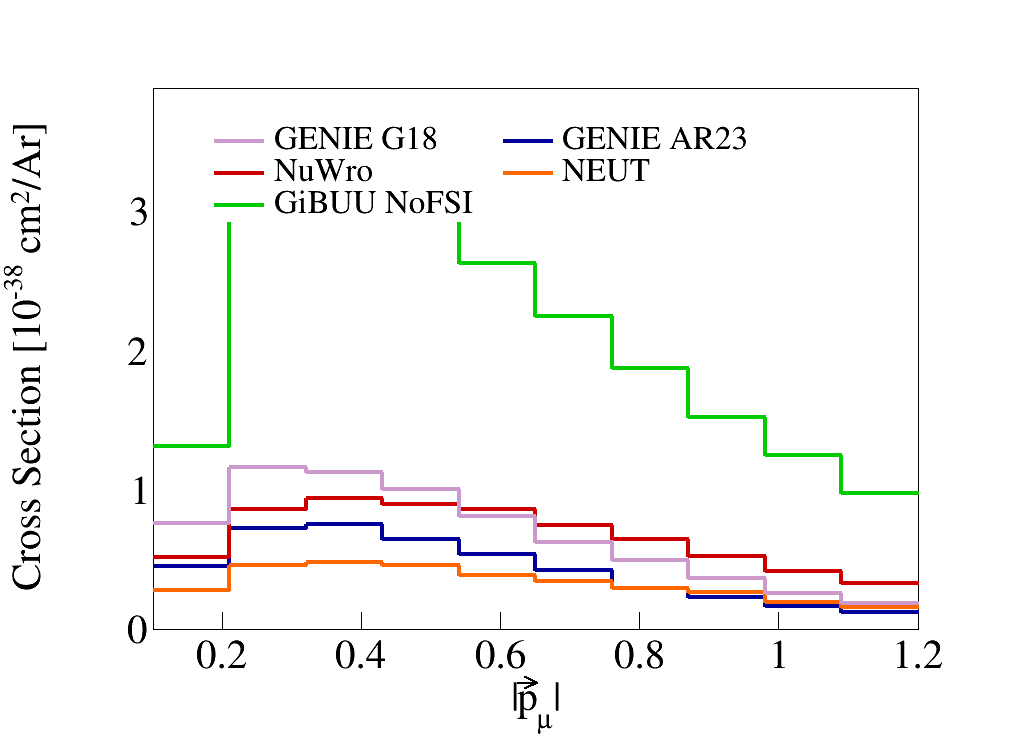 GENIE G18 GENIE AR23
NuWro NEUT
GiBUU NoFSI
Cross Section [10⁻³⁸ cm²/Ar]
3
2
1
0
0.2 0.4 0.6 0.8 1 1.2
|p⃗_μ|